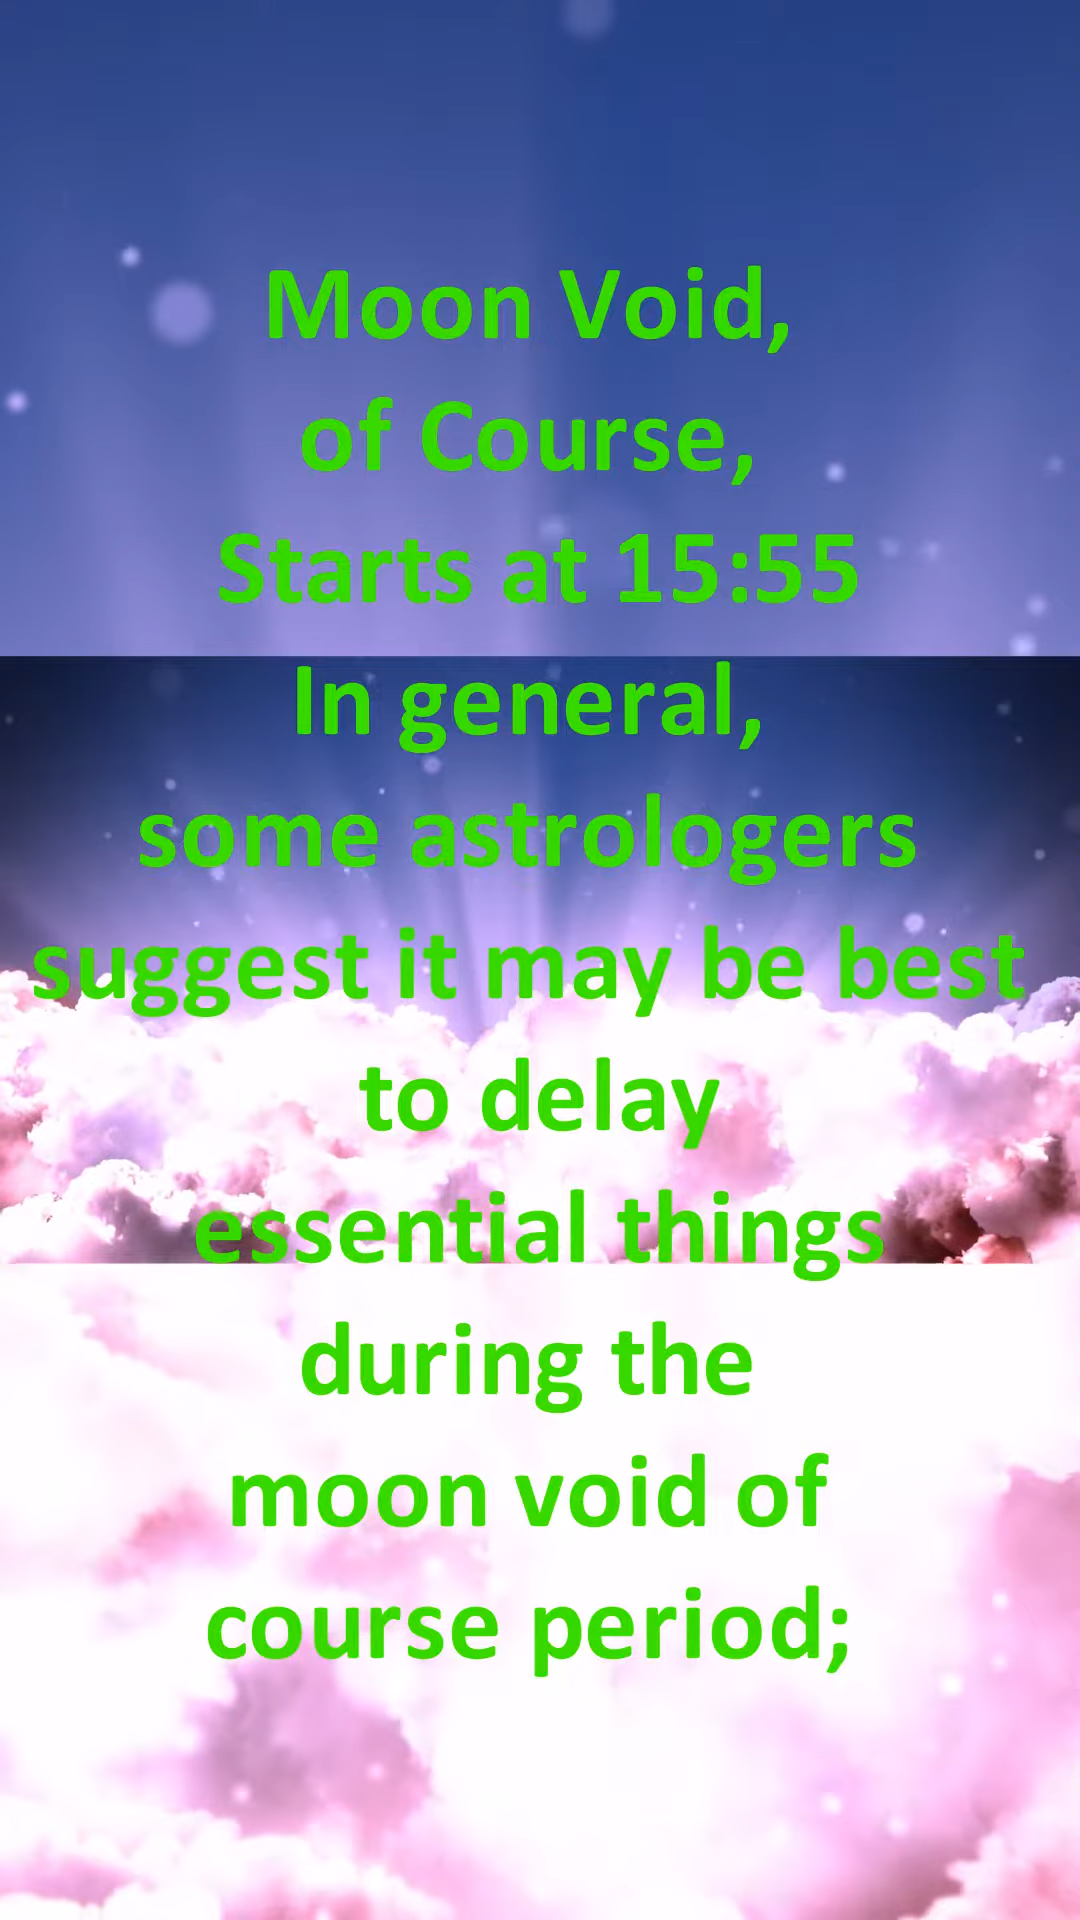 Moon Void,
of Course,
Starts at 15:55
In general,
some astrologers
suggest it may be best
to delay
essential things
during the
moon void of
course period;